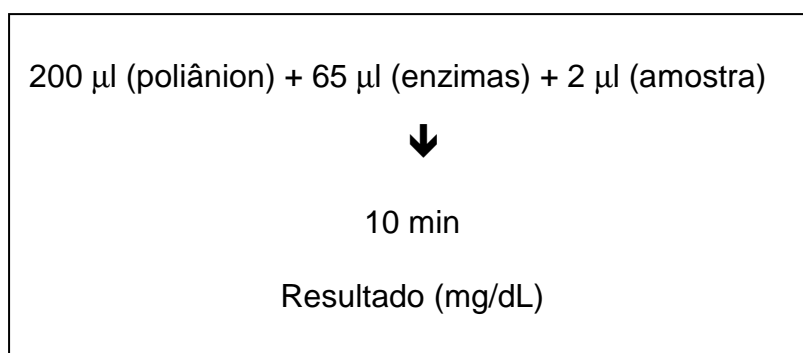 200 μl (poliânion) + 65 μl (enzimas) + 2 μl (amostra)
10 min
Resultado (mg/dL)